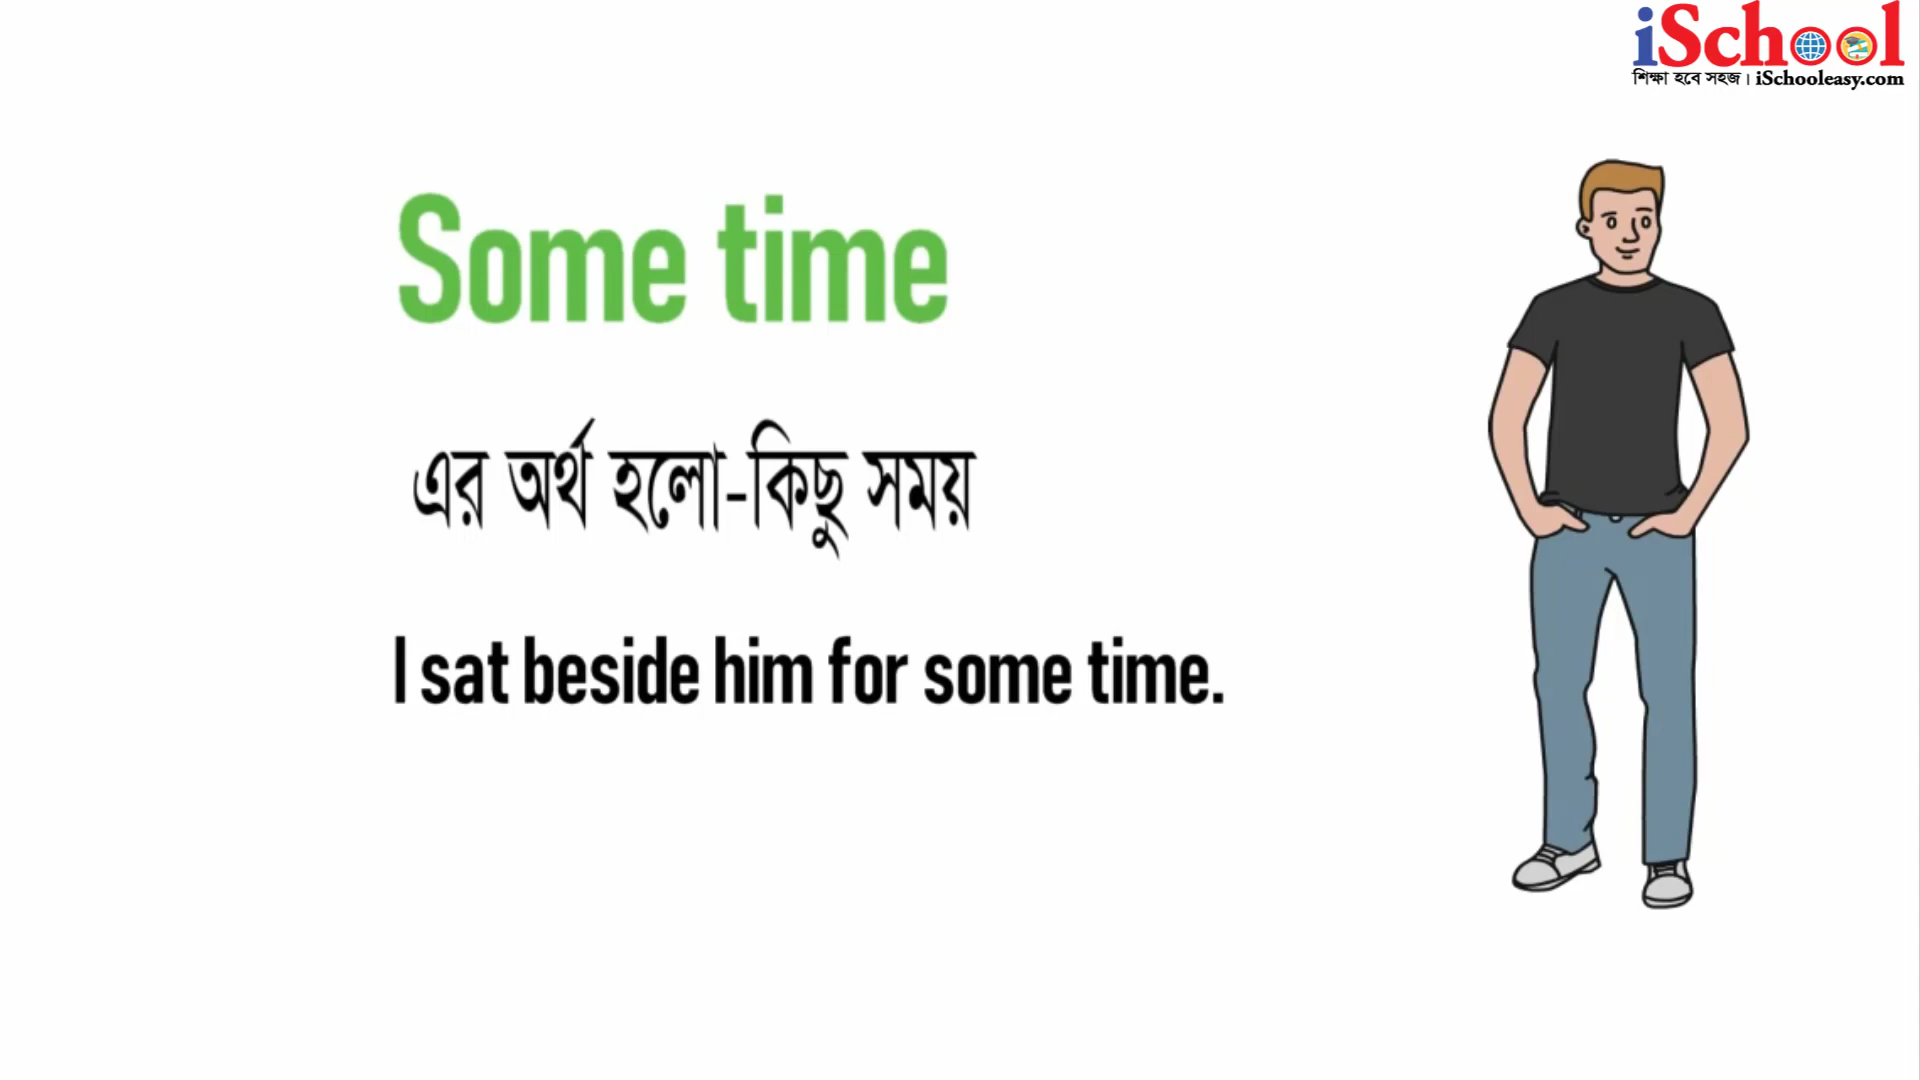 iSchool
শিক্ষা হবে সহজ। iSchooleasy.com
Some time
এর অর্থ হলো-কিছু সময়
I sat beside him for some time.